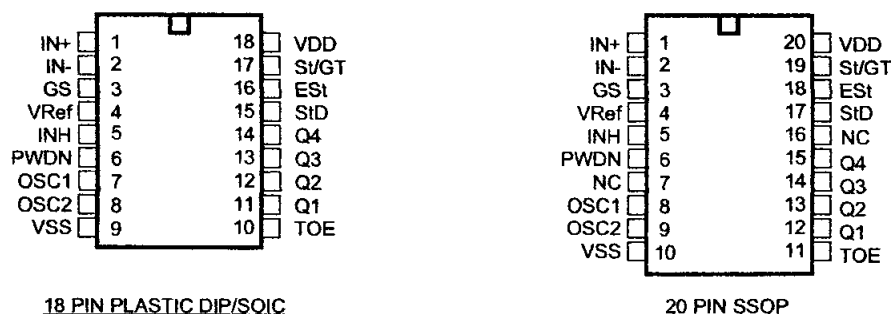 IN+ 1 18 VDD
IN- 2 17 St/GT
GS 3 16 ESt
VRef 4 15 StD
INH 5 14 Q4
PWDN 6 13 Q3
OSC1 7 12 Q2
OSC2 8 11 Q1
VSS 9 10 TOE
18 PIN PLASTIC DIP/SOIC
IN+ 1 20 VDD
IN- 2 19 St/GT
GS 3 18 ESt
VRef 4 17 StD
INH 5 16 NC
PWDN 6 15 Q4
NC 7 14 Q3
OSC1 8 13 Q2
OSC2 9 12 Q1
VSS 10 11 TOE
20 PIN SSOP